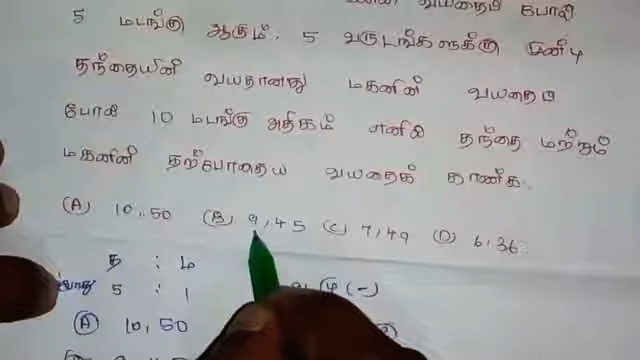 வயதைப் போல
5 மடங்கு ஆகும். 5 வருடங்களுக்கு முன்பு
தந்தையின் வயதானது மகனின் வயதைப்
போல 10 மடங்கு அதிகம் எனில் தந்தை மற்றும்
மகனின் தற்போதைய வயதைக் காண்க.
(A) 10, 50 (B) 9, 45 (C) 7, 49 (D) 6, 36
த : ம
5 : 1 (-)
(A) 10, 50